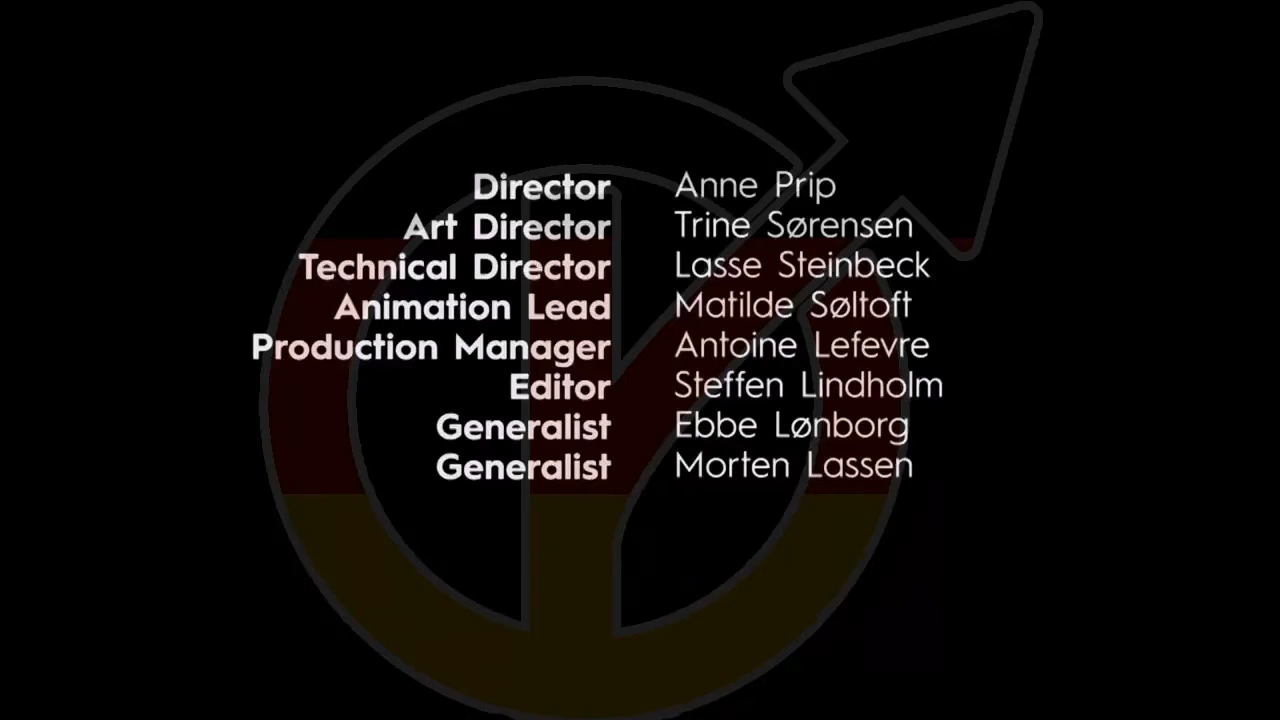 Director Anne Prip
Art Director Trine Sørensen
Technical Director Lasse Steinbeck
Animation Lead Matilde Søltoft
Production Manager Antoine Lefevre
Editor Steffen Lindholm
Generalist Ebbe Lønborg
Generalist Morten Lassen